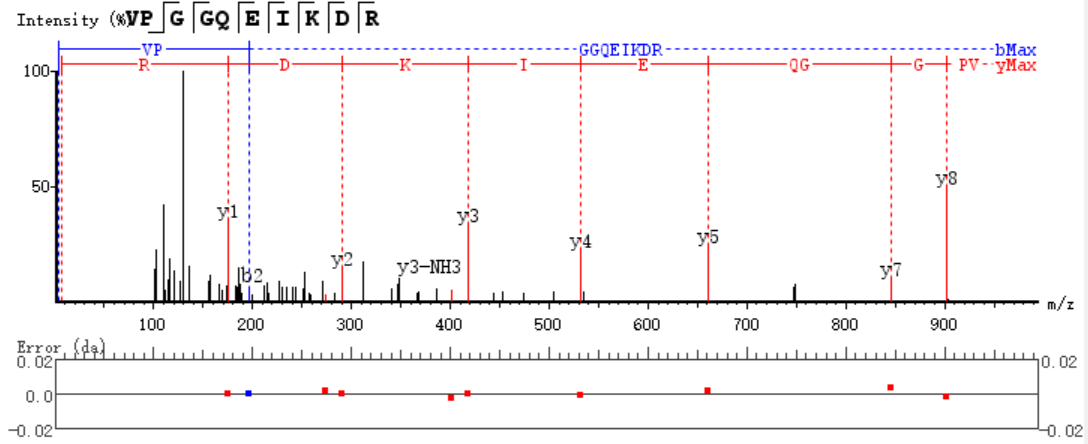 Intensity (%) VP G GQ E I K D R
VP GGQEIKDR bMax
R D K I E QG G PV yMax
100
50
y1
b2
y2
y3-NH3
y3
y4
y5
y7
y8
100 200 300 400 500 600 700 800 900 m/z
Error (da)
0.02 0.02
0.0 0.0
-0.02 -0.02